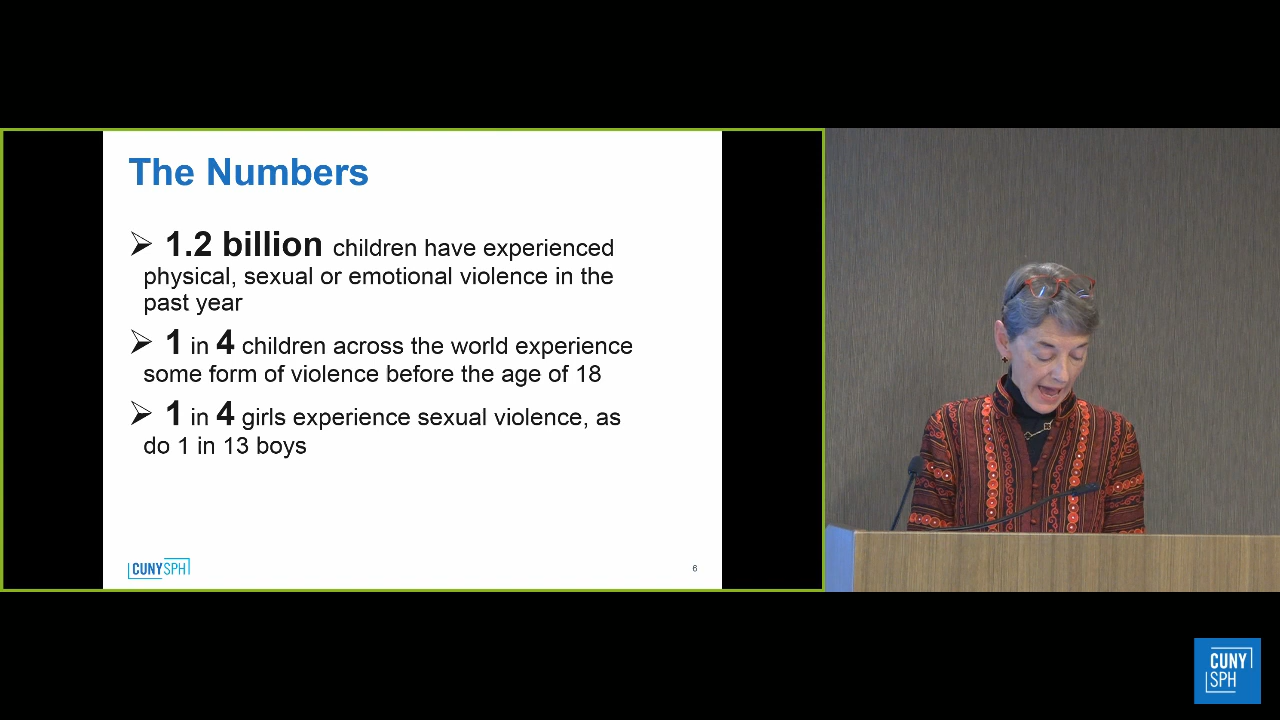 The Numbers
➢ 1.2 billion children have experienced
physical, sexual or emotional violence in the
past year
➢ 1 in 4 children across the world experience
some form of violence before the age of 18
➢ 1 in 4 girls experience sexual violence, as
do 1 in 13 boys
CUNY SPH
6
CUNY
SPH